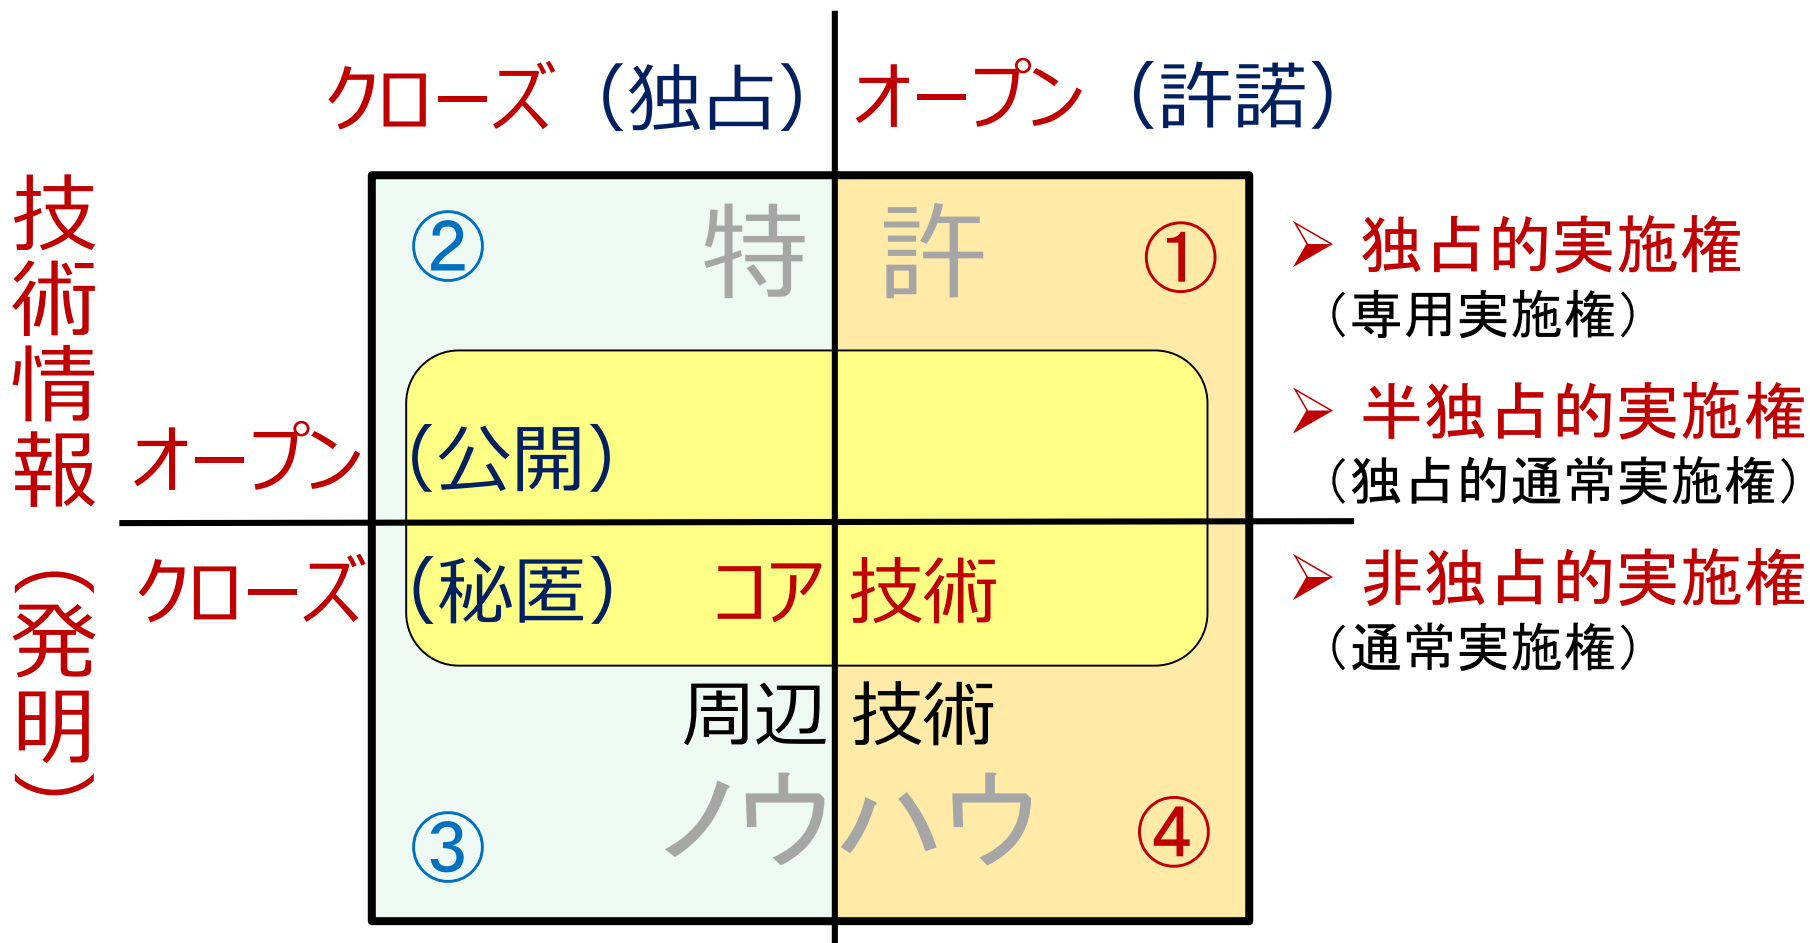 クローズ（独占）オープン（許諾）
技術情報（発明）
② 特許 ①
オープン（公開）
クローズ（秘匿）コア技術
周辺技術
ノウハウ
③ ④
➢ 独占的実施権
（専用実施権）
➢ 半独占的実施権
（独占的通常実施権）
➢ 非独占的実施権
（通常実施権）